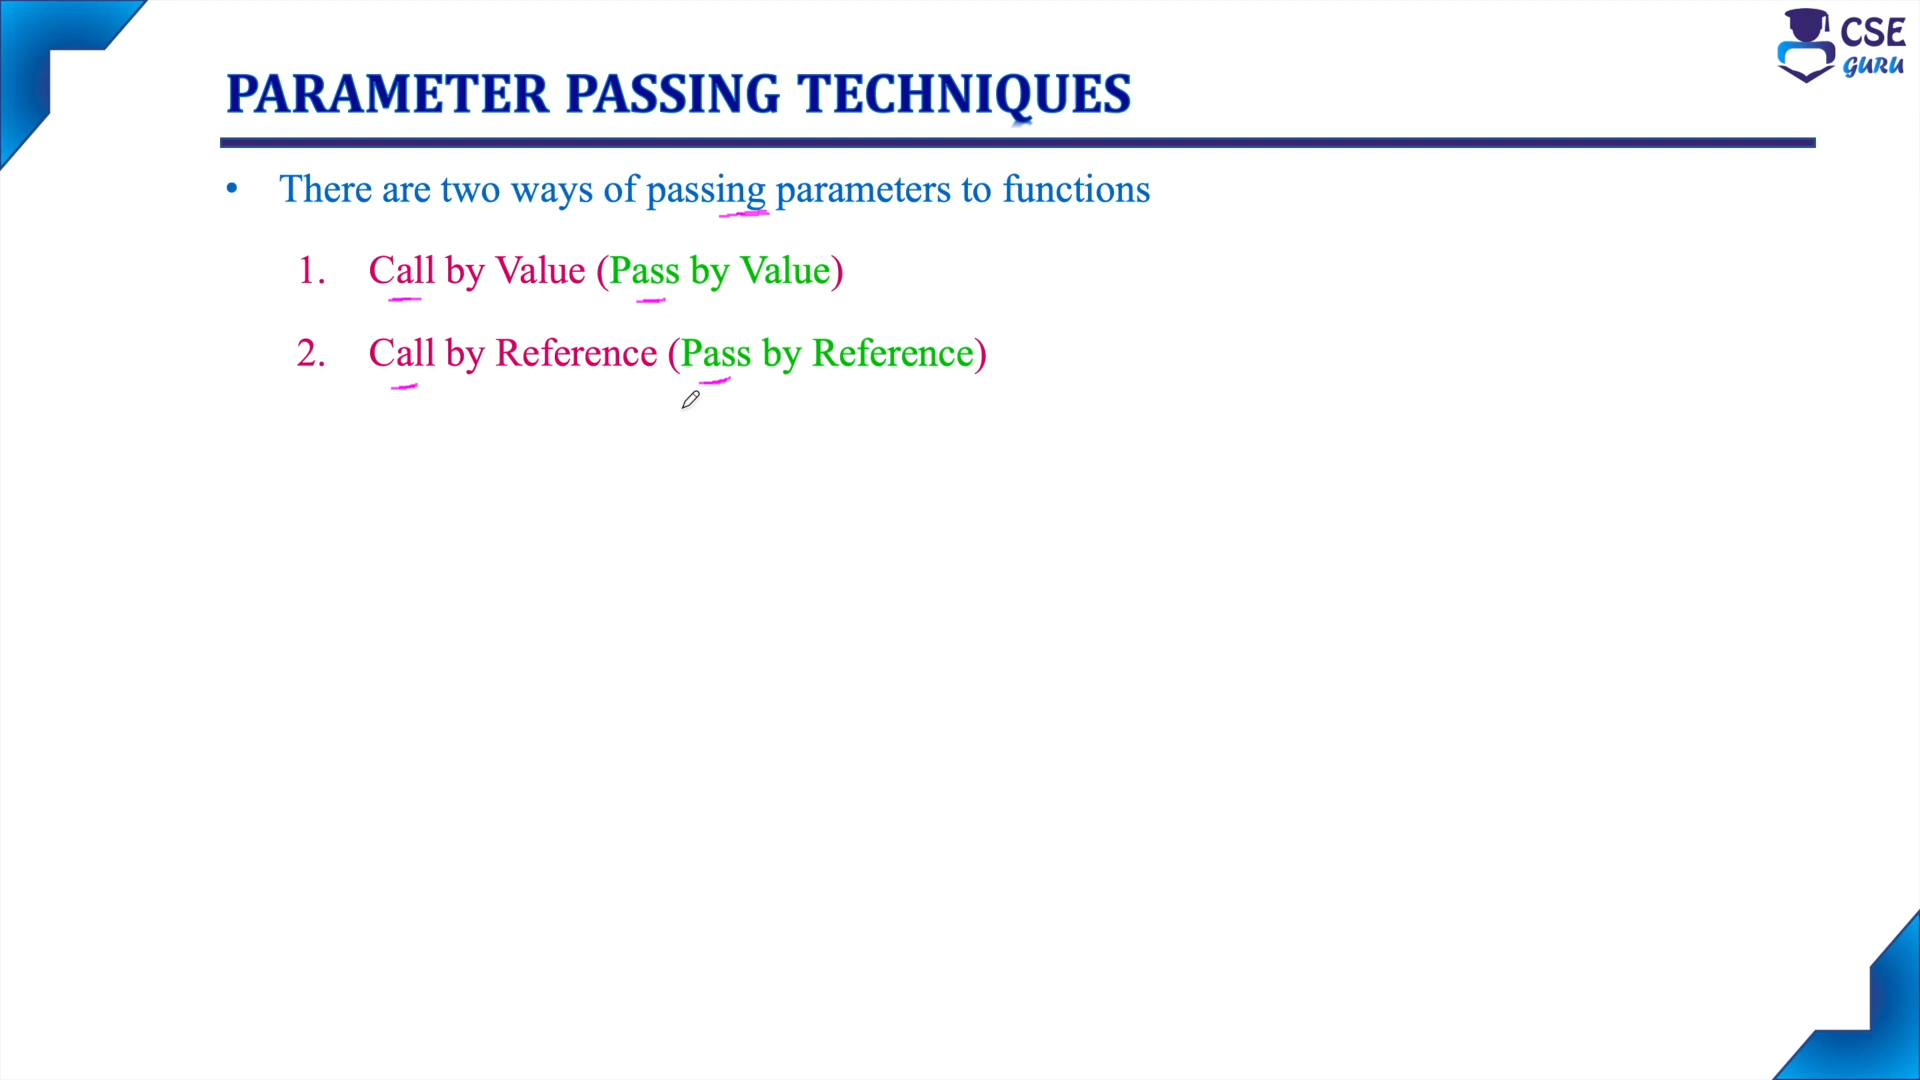 CSE
GURU
PARAMETER PASSING TECHNIQUES
• There are two ways of passing parameters to functions
1. Call by Value (Pass by Value)
2. Call by Reference (Pass by Reference)